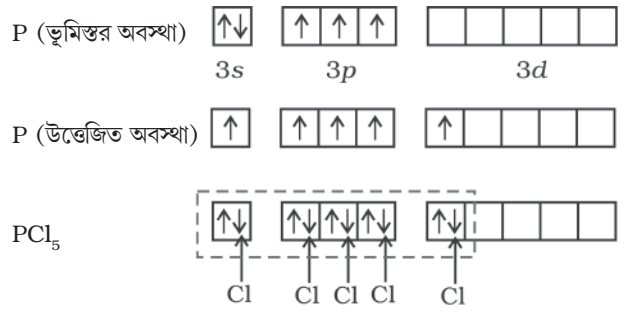 P (ভূমিস্তর অবস্থা) ↑↓ ↑ ↑ ↑
3s 3p 3d
P (উত্তেজিত অবস্থা) ↑ ↑ ↑ ↑ ↑
PCl₅ ↑↓ ↑↓ ↑↓ ↑↓ ↑↓
Cl Cl Cl Cl Cl